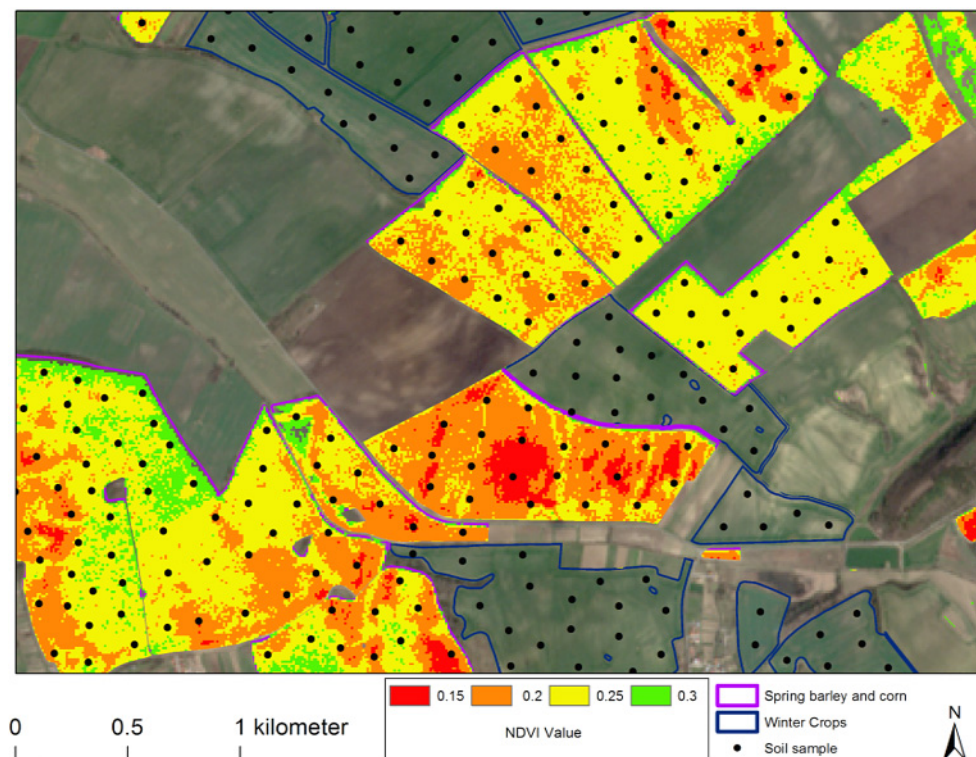 0.15 0.2 0.25 0.3
NDVI Value
Spring barley and corn
Winter Crops
Soil sample
0 0.5 1 kilometer
N